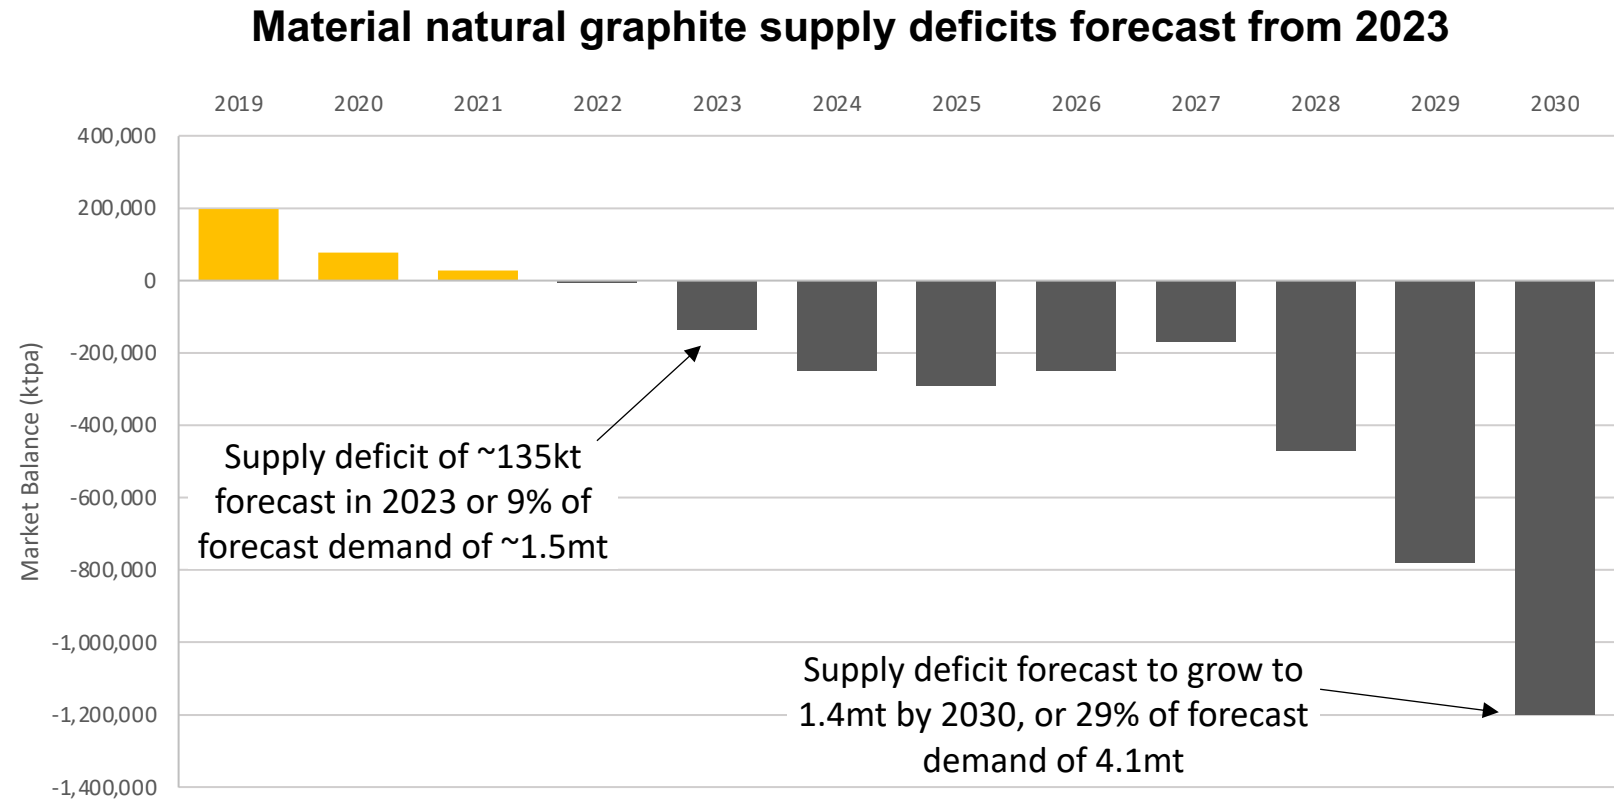 Material natural graphite supply deficits forecast from 2023
2019 2020 2021 2022 2023 2024 2025 2026 2027 2028 2029 2030
400,000
200,000
0
-200,000
-400,000
-600,000
-800,000
-1,000,000
-1,200,000
-1,400,000
Market Balance (ktpa)
Supply deficit of ~135kt
forecast in 2023 or 9% of
forecast demand of ~1.5mt
Supply deficit forecast to grow to
1.4mt by 2030, or 29% of forecast
demand of 4.1mt